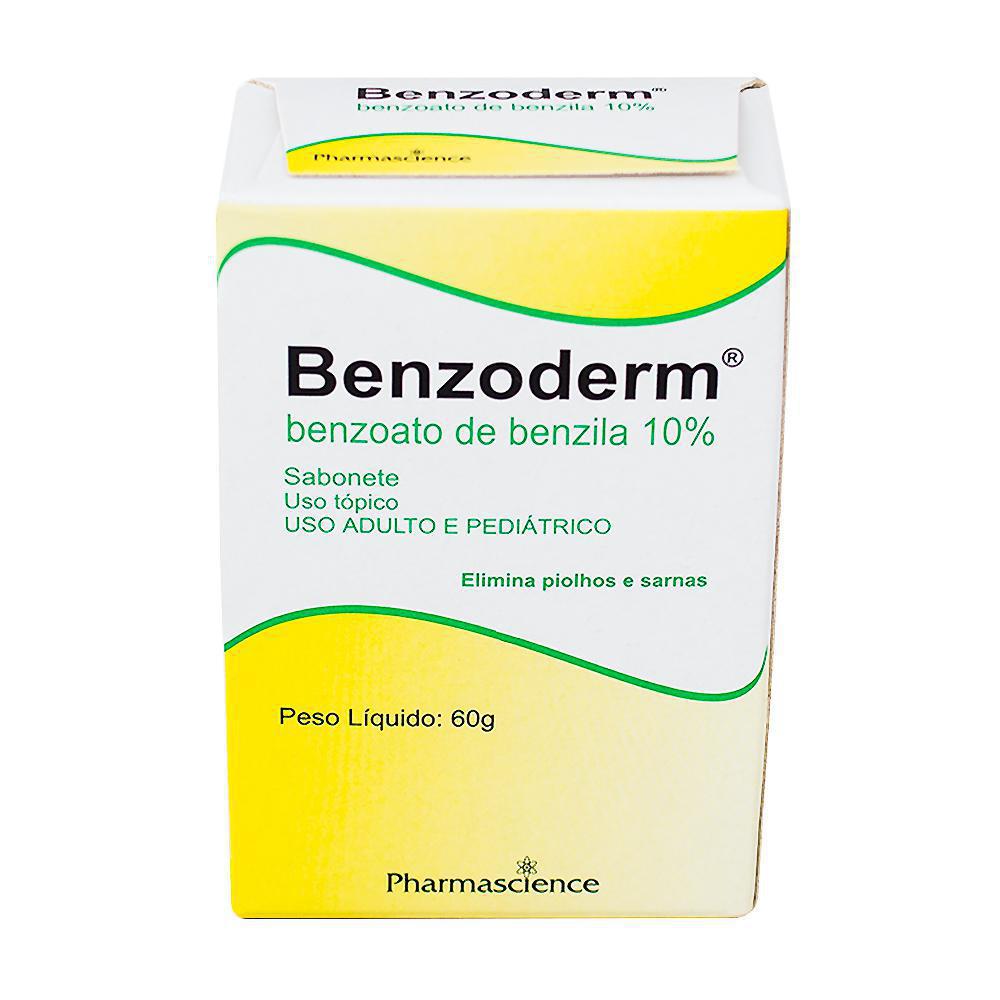 Benzoderm®
benzoato de benzila 10%
Pharmascience
Benzoderm®
benzoato de benzila 10%
Sabonete
Uso tópico
USO ADULTO E PEDIÁTRICO
Elimina piolhos e sarnas
Peso Líquido: 60g
Pharmascience